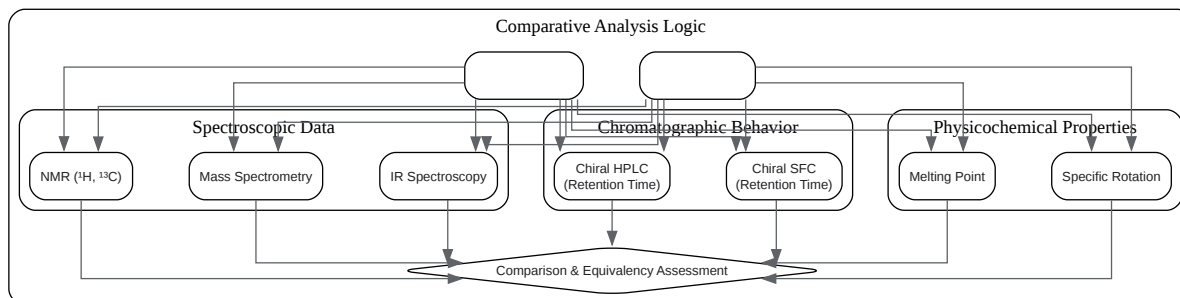 Comparative Analysis Logic
Spectroscopic Data
Chromatographic Behavior
Physicochemical Properties
NMR (¹H, ¹³C)
Mass Spectrometry
IR Spectroscopy
Chiral HPLC
(Retention Time)
Chiral SFC
(Retention Time)
Melting Point
Specific Rotation
Comparison & Equivalency Assessment